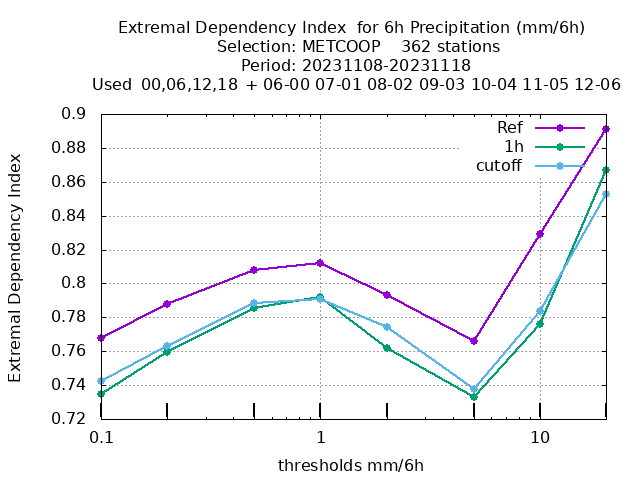 Extremal Dependency Index  for 6h Precipitation (mm/6h)
Selection: METCOOP    362 stations
Period: 20231108-20231118
Used  00,06,12,18  + 06-00 07-01 08-02 09-03 10-04 11-05 12-06
0.9
0.88
0.86
0.84
0.82
0.8
0.78
0.76
0.74
0.72
Extremal Dependency Index
Ref
1h
cutoff
0.1
1
10
thresholds mm/6h